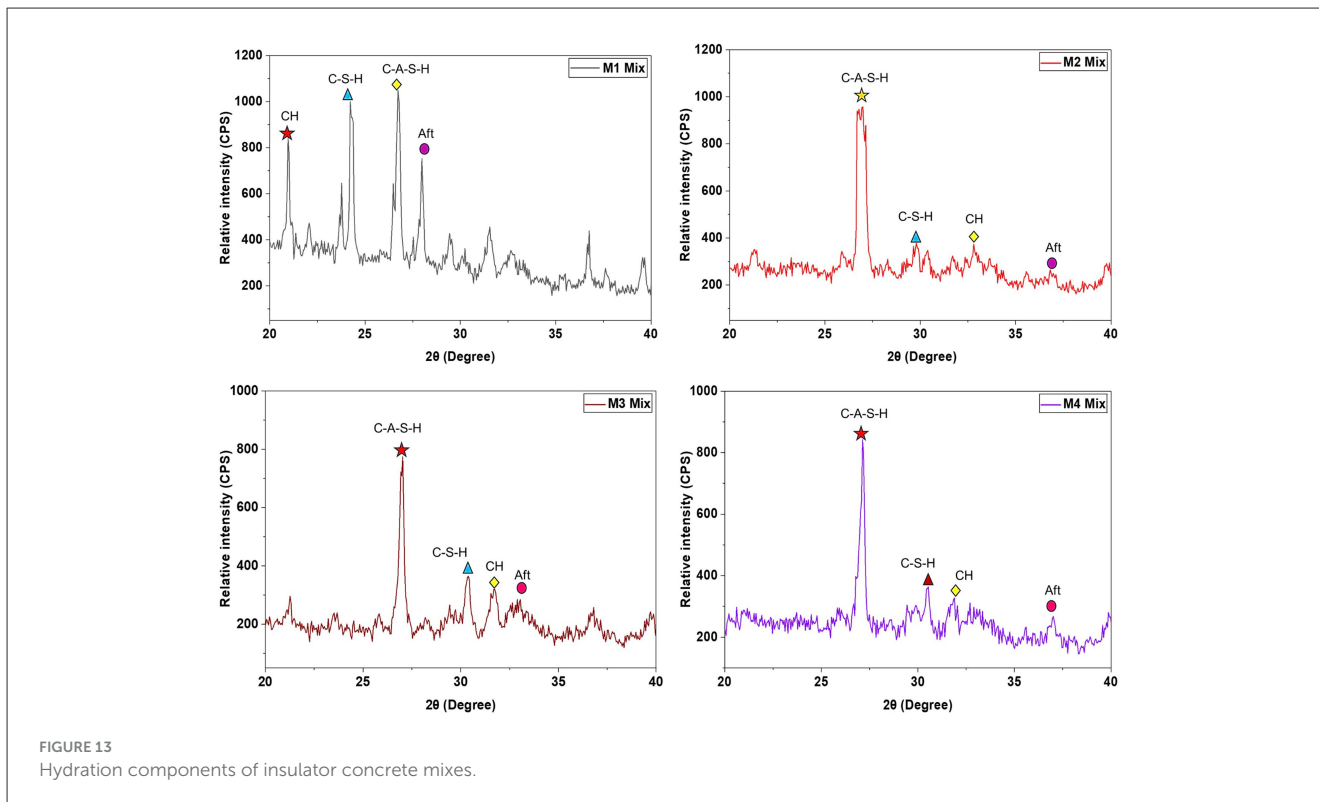 1200
1000
800
600
400
200
Relative intensity (CPS)
CH
C-S-H
C-A-S-H
Aft
M1 Mix
20 25 30 35 40
2θ (Degree)
1200
1000
800
600
400
200
Relative intensity (CPS)
C-A-S-H
C-S-H
CH
Aft
M2 Mix
20 25 30 35 40
2θ (Degree)
1000
800
600
400
200
Relative intensity (CPS)
C-A-S-H
C-S-H
CH
Aft
M3 Mix
20 25 30 35 40
2θ (Degree)
1000
800
600
400
200
Relative intensity (CPS)
C-A-S-H
C-S-H
CH
Aft
M4 Mix
20 25 30 35 40
2θ (Degree)
FIGURE 13
Hydration components of insulator concrete mixes.